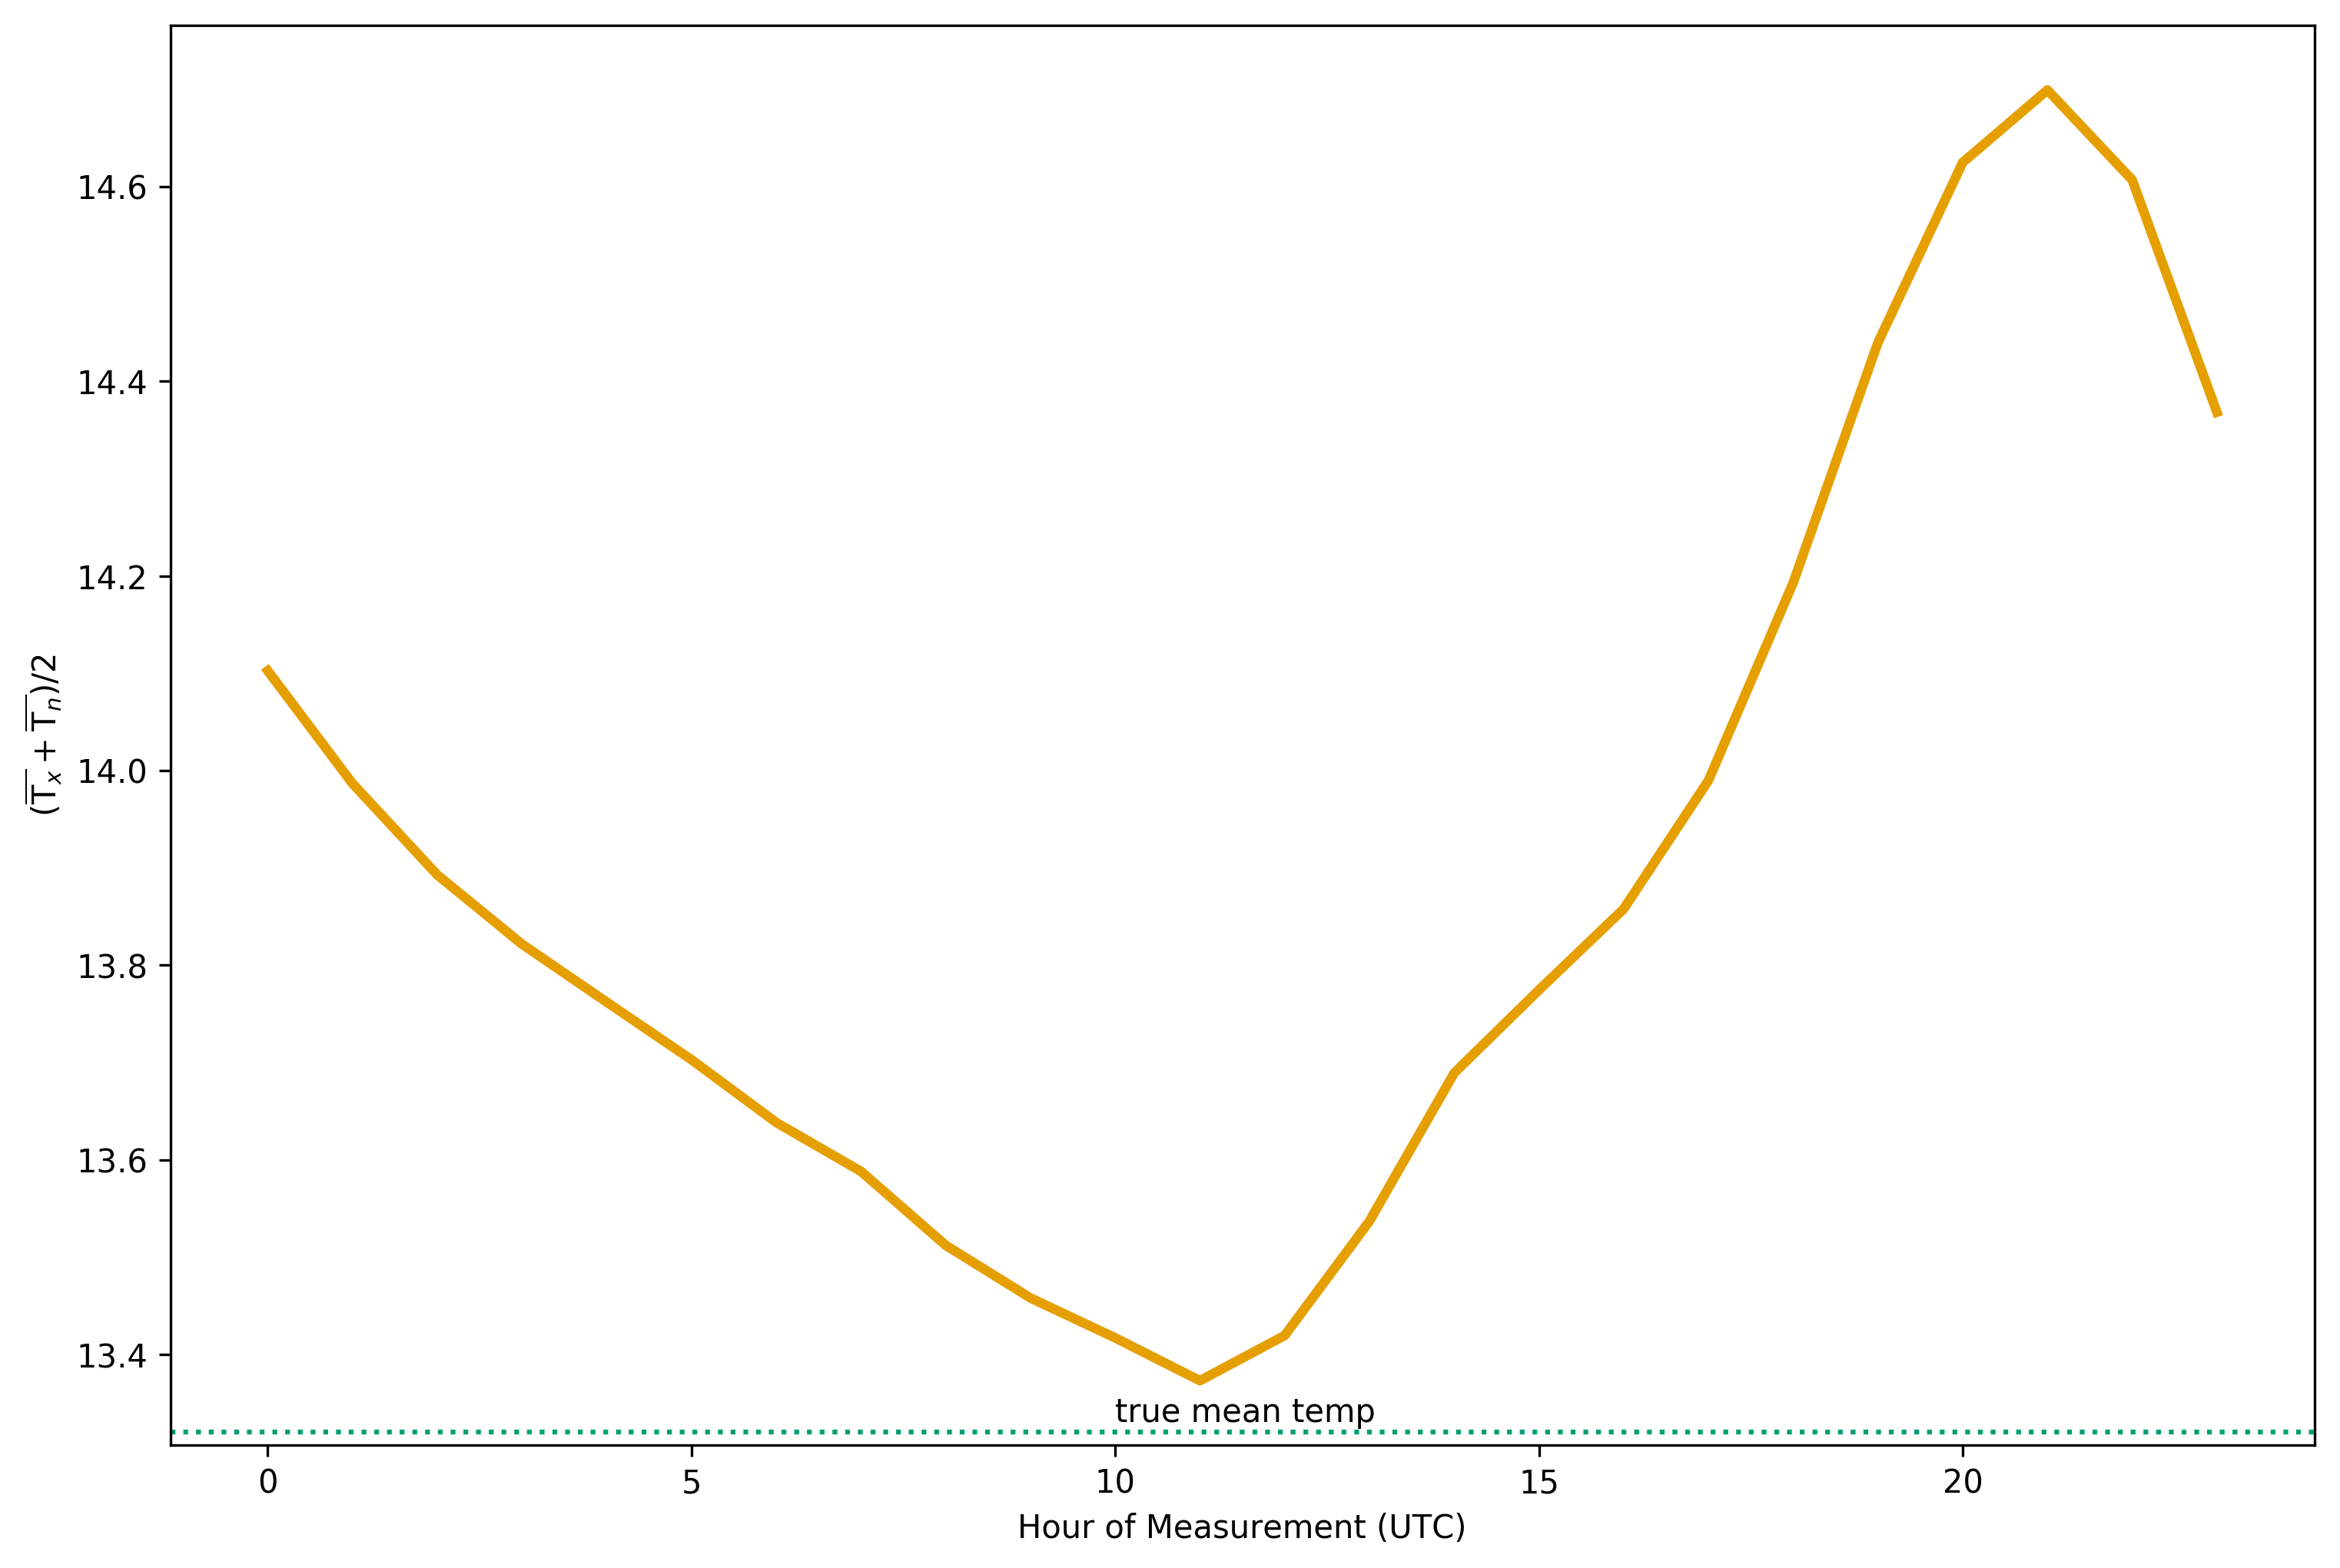 14.6
14.4
14.2
14.0
13.8
13.6
13.4
(T̅ₓ + T̅ₙ)/2
true mean temp
0 5 10 15 20
Hour of Measurement (UTC)